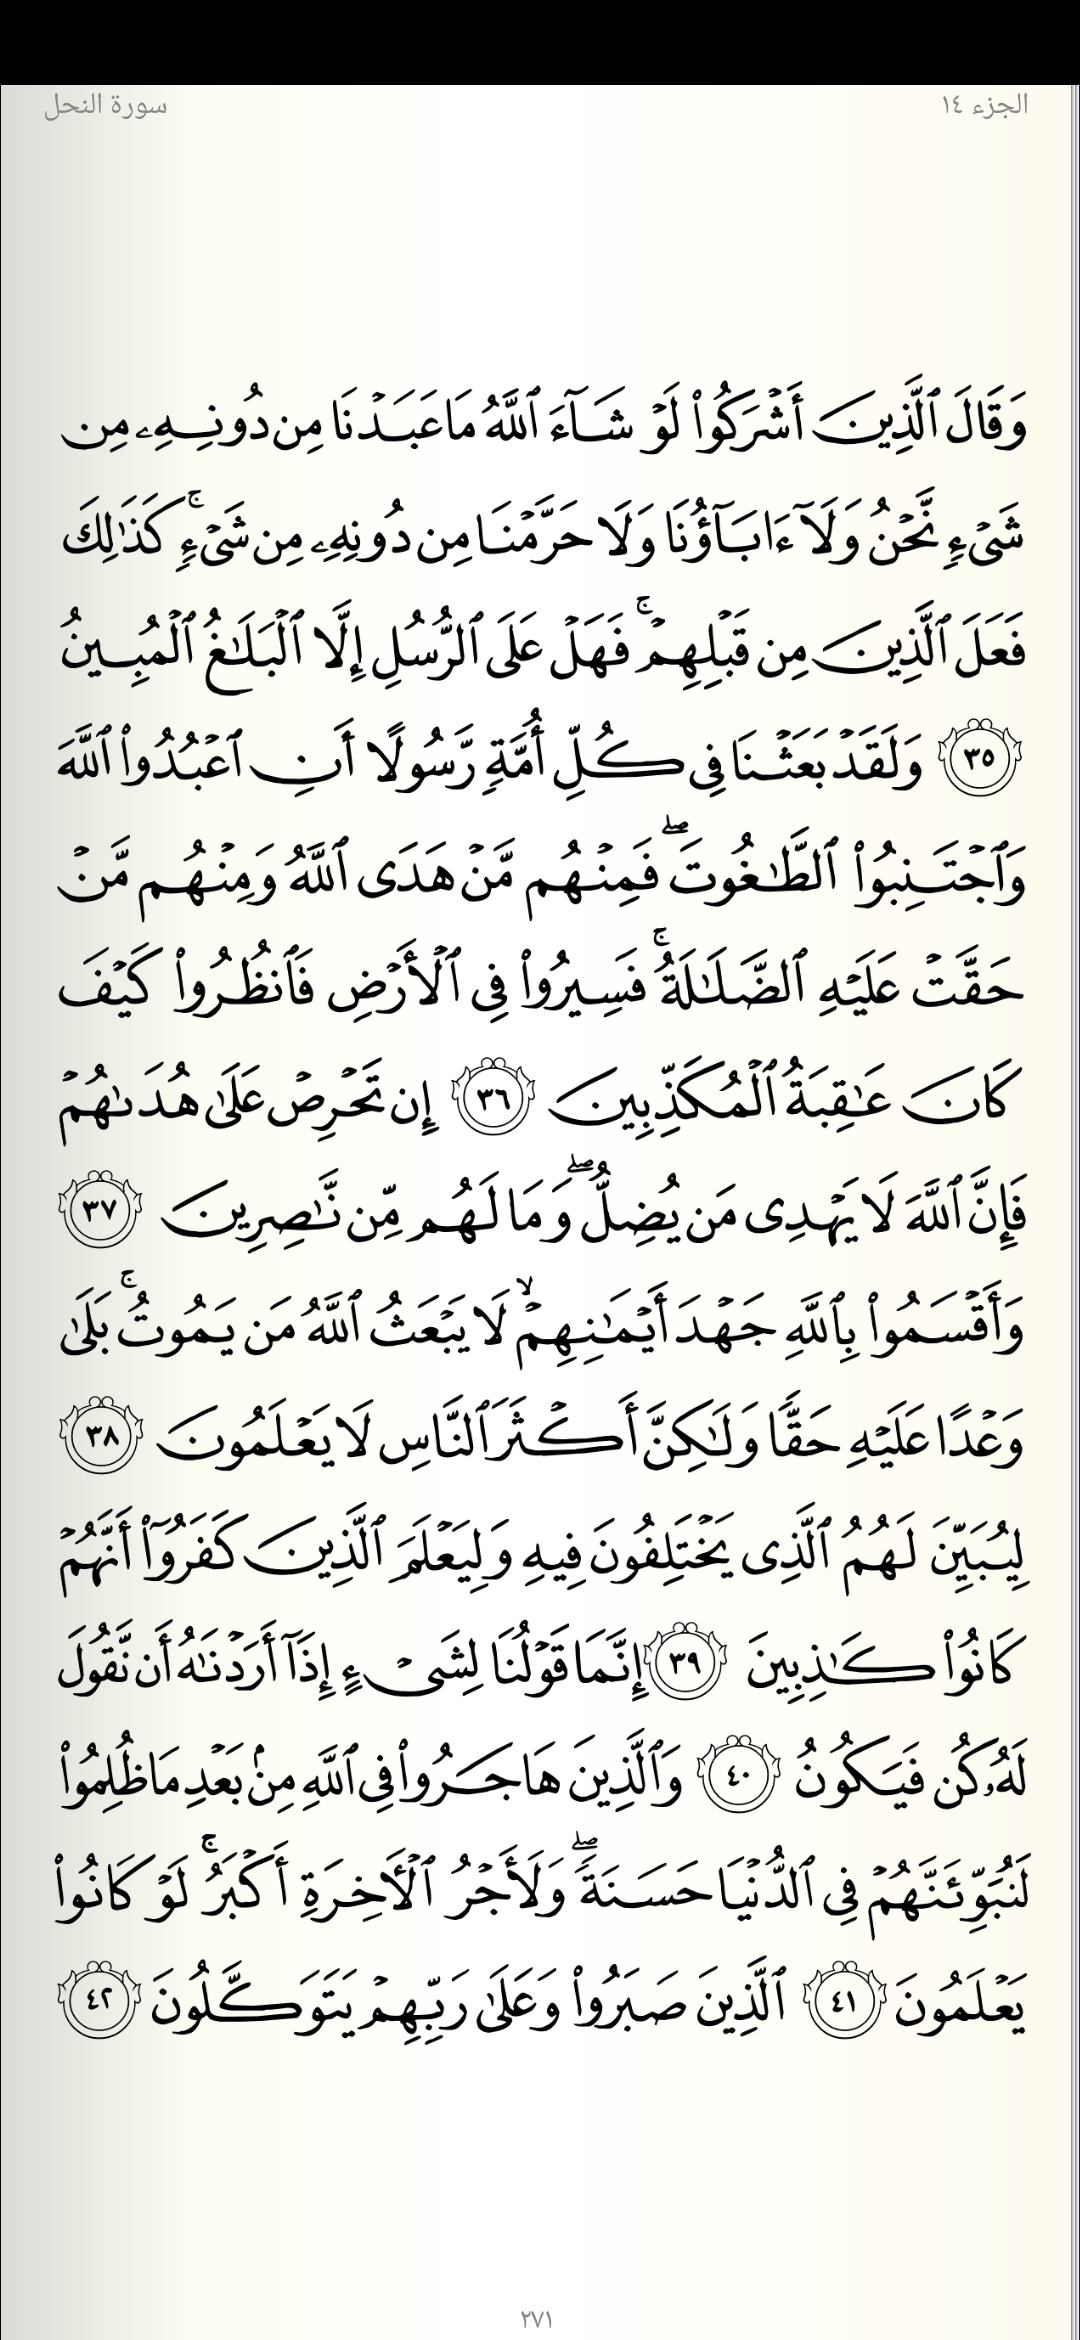 الجزء ١٤
سورة النحل
وَقَالَ ٱلَّذِينَ أَشۡرَكُواْ لَوۡ شَآءَ ٱللَّهُ مَا عَبَدۡنَا مِن دُونِهِۦ مِن
شَيۡءٖ نَّحۡنُ وَلَآ ءَابَآؤُنَا وَلَا حَرَّمۡنَا مِن دُونِهِۦ مِن شَيۡءٖۚ كَذَٰلِكَ
فَعَلَ ٱلَّذِينَ مِن قَبۡلِهِمۡۚ فَهَلۡ عَلَى ٱلرُّسُلِ إِلَّا ٱلۡبَلَٰغُ ٱلۡمُبِينُ
٣٥ وَلَقَدۡ بَعَثۡنَا فِي كُلِّ أُمَّةٖ رَّسُولًا أَنِ ٱعۡبُدُواْ ٱللَّهَ
وَٱجۡتَنِبُواْ ٱلطَّٰغُوتَۖ فَمِنۡهُم مَّنۡ هَدَى ٱللَّهُ وَمِنۡهُم مَّنۡ
حَقَّتۡ عَلَيۡهِ ٱلضَّلَٰلَةُۚ فَسِيرُواْ فِي ٱلۡأَرۡضِ فَٱنظُرُواْ كَيۡفَ
كَانَ عَٰقِبَةُ ٱلۡمُكَذِّبِينَ ٣٦ إِن تَحۡرِصۡ عَلَىٰ هُدَىٰهُمۡ
فَإِنَّ ٱللَّهَ لَا يَهۡدِي مَن يُضِلُّۖ وَمَا لَهُم مِّن نَّٰصِرِينَ ٣٧
وَأَقۡسَمُواْ بِٱللَّهِ جَهۡدَ أَيۡمَٰنِهِمۡۙ لَا يَبۡعَثُ ٱللَّهُ مَن يَمُوتُۚ بَلَىٰ
وَعۡدًا عَلَيۡهِ حَقّٗا وَلَٰكِنَّ أَكۡثَرَ ٱلنَّاسِ لَا يَعۡلَمُونَ ٣٨
لِيُبَيِّنَ لَهُمُ ٱلَّذِي يَخۡتَلِفُونَ فِيهِ وَلِيَعۡلَمَ ٱلَّذِينَ كَفَرُوٓاْ أَنَّهُمۡ
كَانُواْ كَٰذِبِينَ ٣٩ إِنَّمَا قَوۡلُنَا لِشَيۡءٍ إِذَآ أَرَدۡنَٰهُ أَن نَّقُولَ
لَهُۥ كُن فَيَكُونُ ٤٠ وَٱلَّذِينَ هَاجَرُواْ فِي ٱللَّهِ مِنۢ بَعۡدِ مَا ظُلِمُواْ
لَنُبَوِّئَنَّهُمۡ فِي ٱلدُّنۡيَا حَسَنَةٗۖ وَلَأَجۡرُ ٱلۡأٓخِرَةِ أَكۡبَرُۚ لَوۡ كَانُواْ
يَعۡلَمُونَ ٤١ ٱلَّذِينَ صَبَرُواْ وَعَلَىٰ رَبِّهِمۡ يَتَوَكَّلُونَ ٤٢
٢٧١